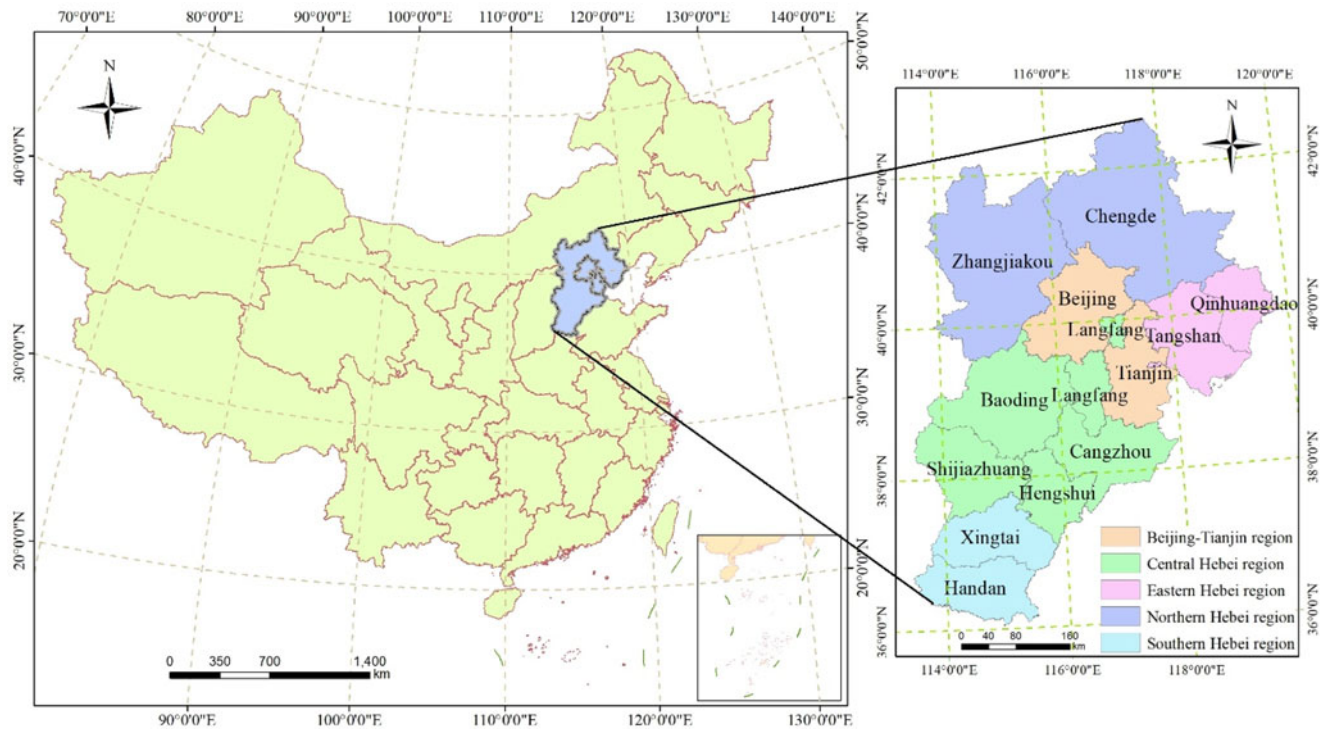 70°0'0"E 80°0'0"E 90°0'0"E 100°0'0"E 110°0'0"E 120°0'0"E 130°0'0"E 140°0'0"E
N
50°0'0"N
40°0'0"N
40°0'0"N
30°0'0"N
30°0'0"N
20°0'0"N
20°0'0"N
0 350 700 1,400
km
90°0'0"E 100°0'0"E 110°0'0"E 120°0'0"E 130°0'0"E
114°0'0"E 116°0'0"E 118°0'0"E 120°0'0"E
N
42°0'0"N
42°0'0"N
Chengde
Zhangjiakou
Beijing
Qinhuangdao
40°0'0"N
40°0'0"N
Langfang
Tangshan
Tianjin
Langfang
Baoding
Cangzhou
38°0'0"N
38°0'0"N
Shijiazhuang
Hengshui
Xingtai
Handan
Beijing-Tianjin region
Central Hebei region
Eastern Hebei region
Northern Hebei region
Southern Hebei region
36°0'0"N
36°0'0"N
0 40 80 160
km
114°0'0"E 116°0'0"E 118°0'0"E